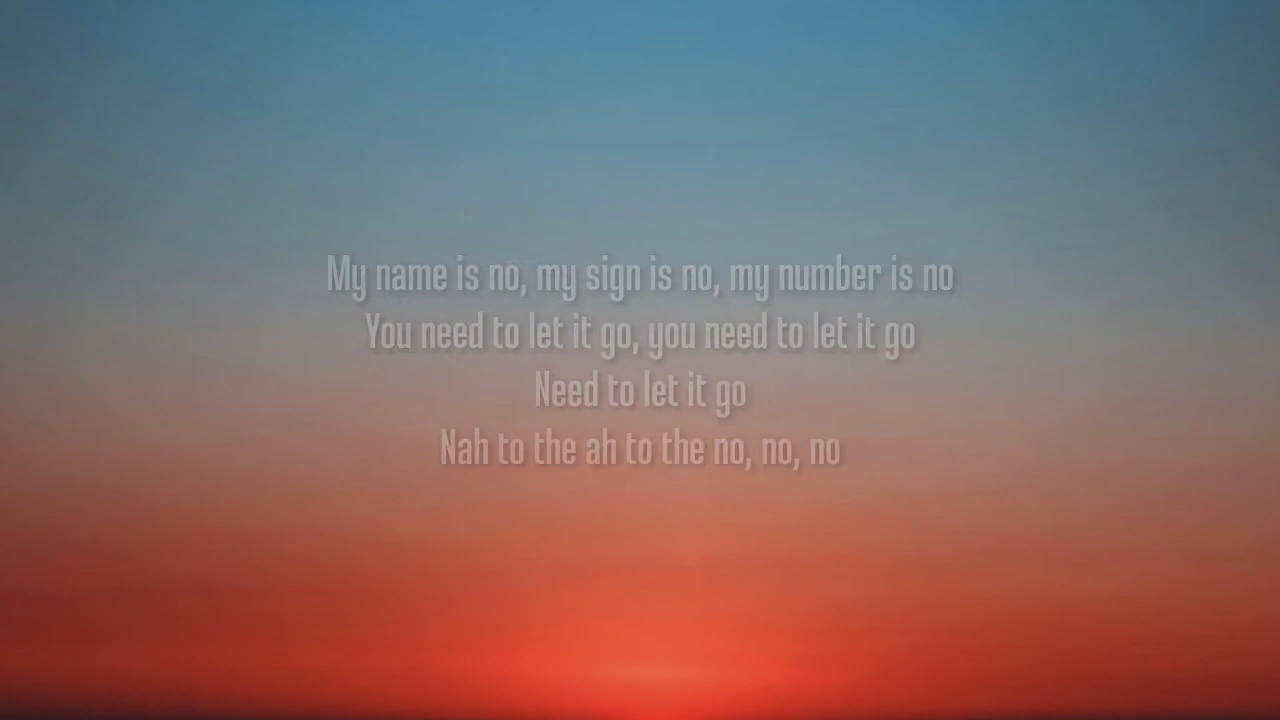 My name is no, my sign is no, my number is no
You need to let it go, you need to let it go
Need to let it go
Nah to the ah to the no, no, no